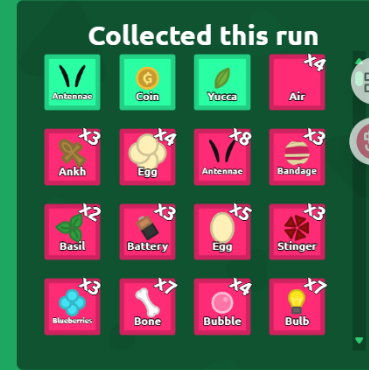 Collected this run
Antennae
Coin
G
Yucca
x4
Air
x3
Ankh
x4
Egg
x8
Antennae
x3
Bandage
x2
Basil
x3
Battery
x5
Egg
x3
Stinger
x3
Blueberries
x7
Bone
x4
Bubble
x7
Bulb